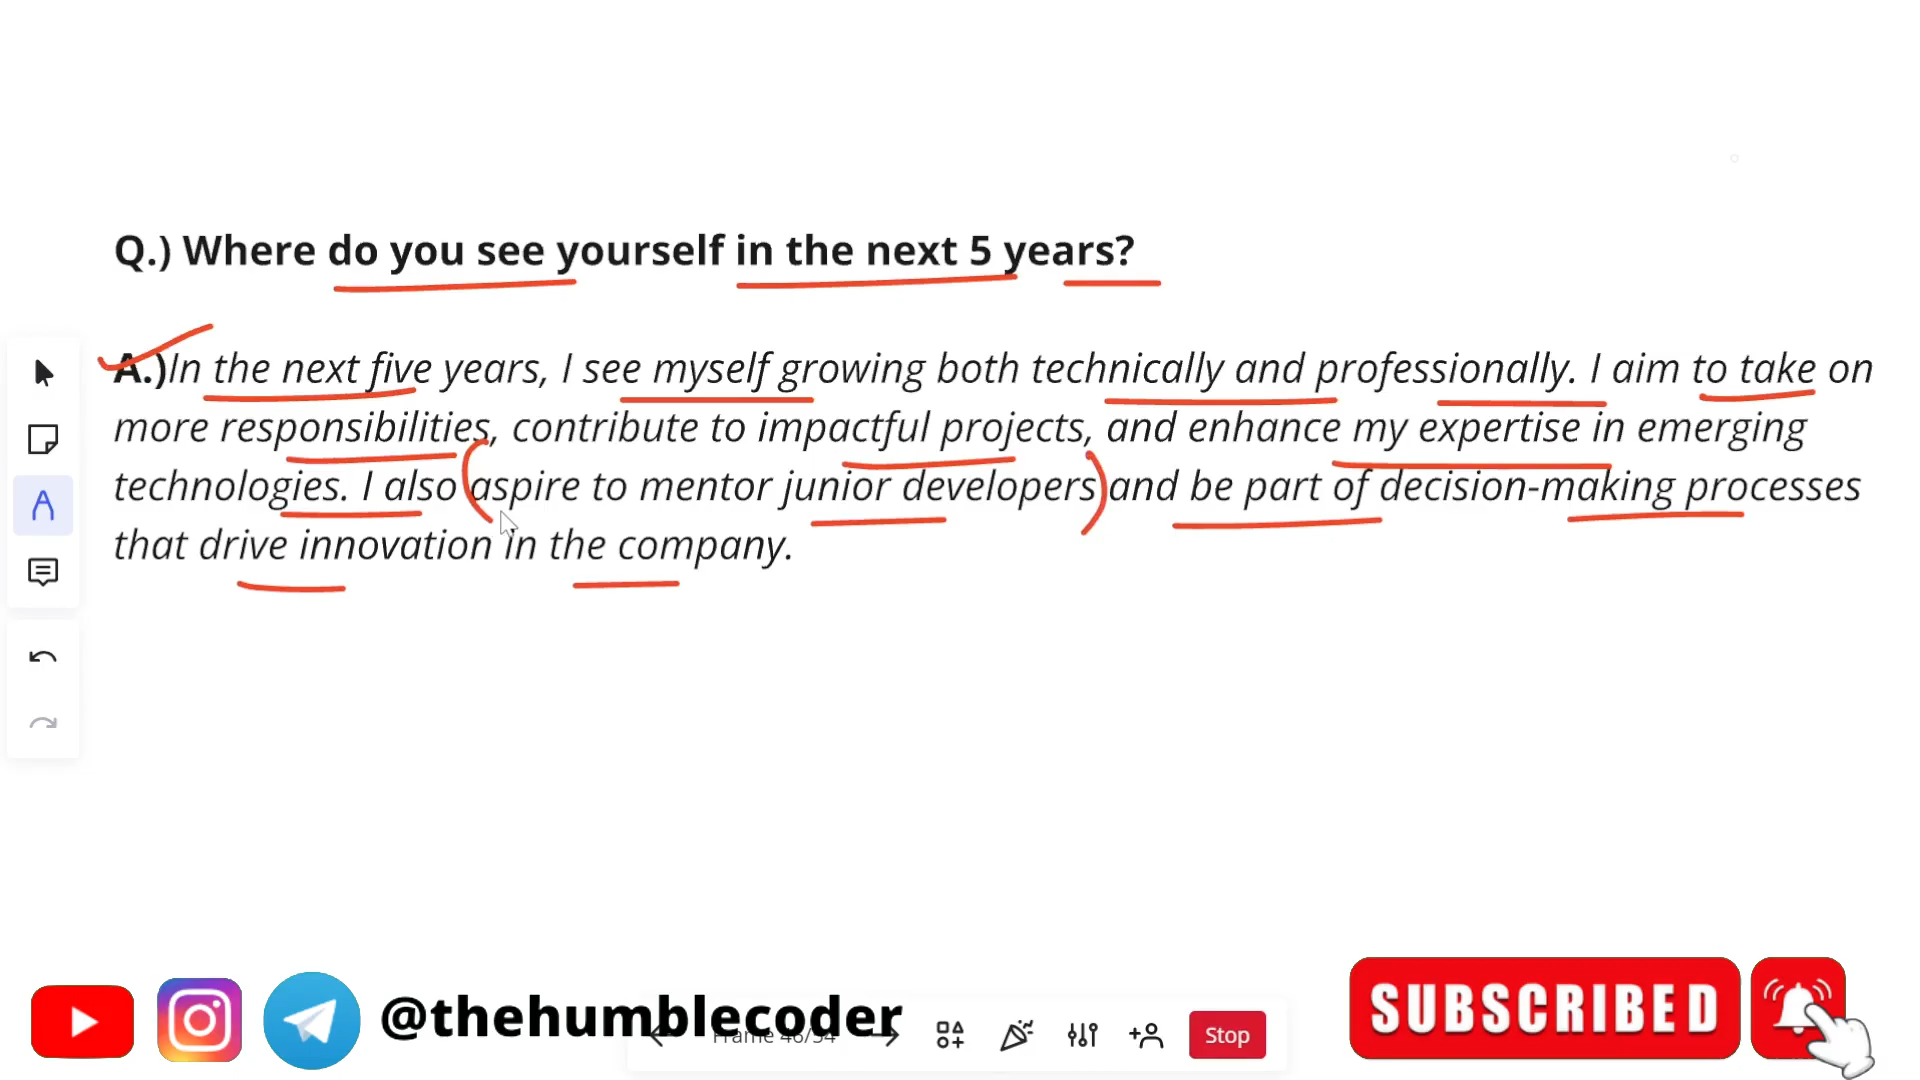 Q.) Where do you see yourself in the next 5 years?
A.)In the next five years, I see myself growing both technically and professionally. I aim to take on
more responsibilities, contribute to impactful projects, and enhance my expertise in emerging
technologies. I also aspire to mentor junior developers and be part of decision-making processes
that drive innovation in the company.
@thehumblecoder
Frame 46/54
Stop
SUBSCRIBED